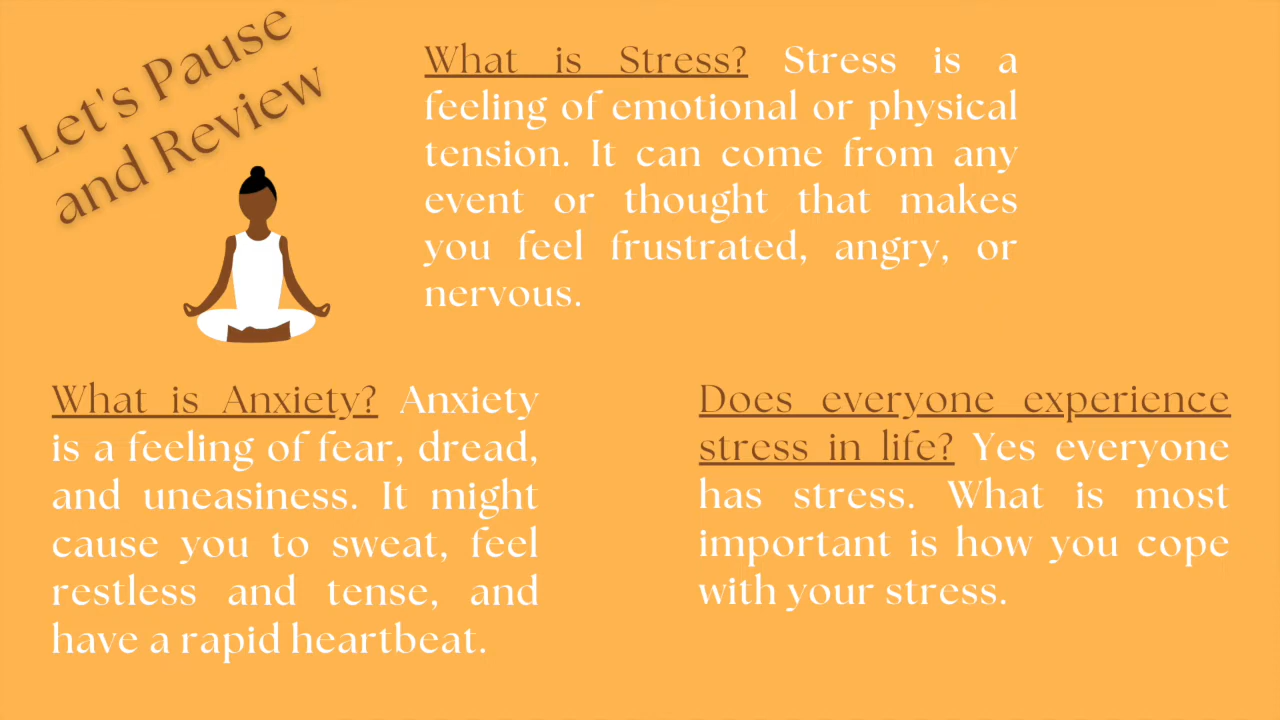 Let's Pause
and Review
What is Stress? Stress is a
feeling of emotional or physical
tension. It can come from any
event or thought that makes
you feel frustrated, angry, or
nervous.
What is Anxiety? Anxiety
is a feeling of fear, dread,
and uneasiness. It might
cause you to sweat, feel
restless and tense, and
have a rapid heartbeat.
Does everyone experience
stress in life? Yes everyone
has stress. What is most
important is how you cope
with your stress.